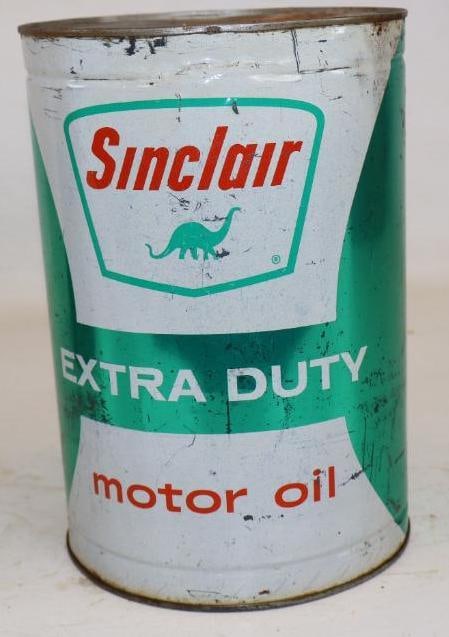 Sinclair
®
EXTRA DUTY
motor oil